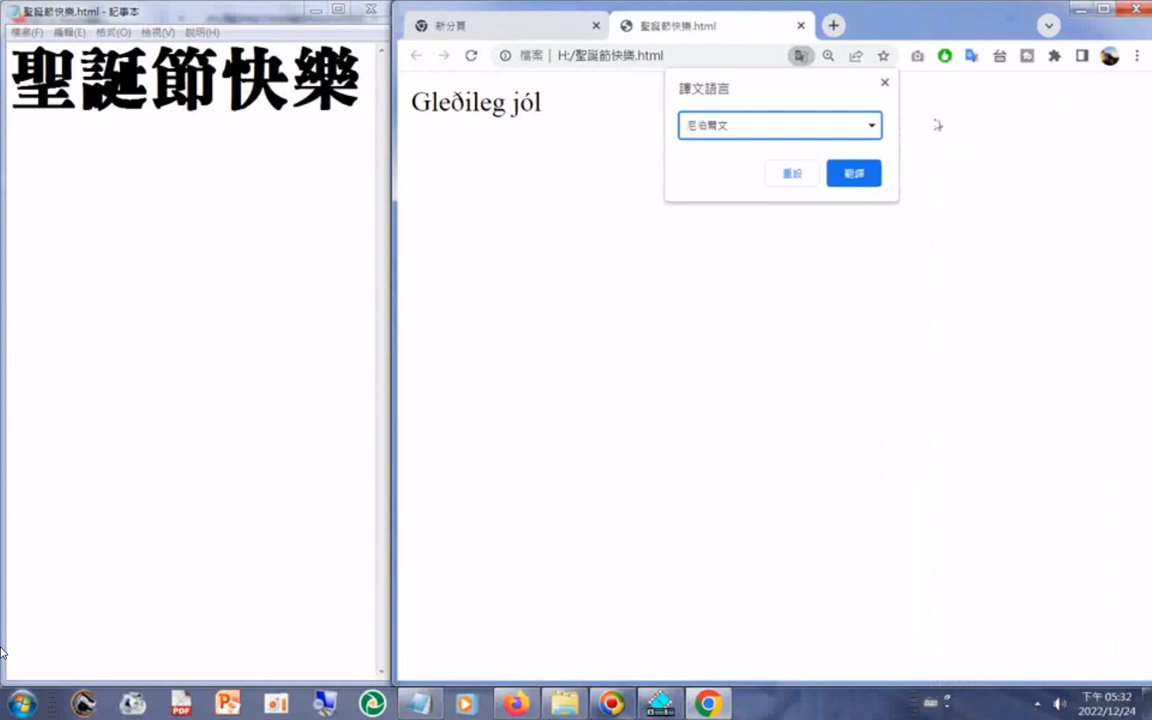 聖誕節快樂.html - 記事本
檔案(F) 編輯(E) 格式(O) 檢視(V) 說明(H)
聖誕節快樂
新分頁
聖誕節快樂.html
檔案 H:/聖誕節快樂.html
Gleðileg jól
譯文語言
尼泊爾文
重設
翻譯
PDF
下午 05:32
2022/12/24